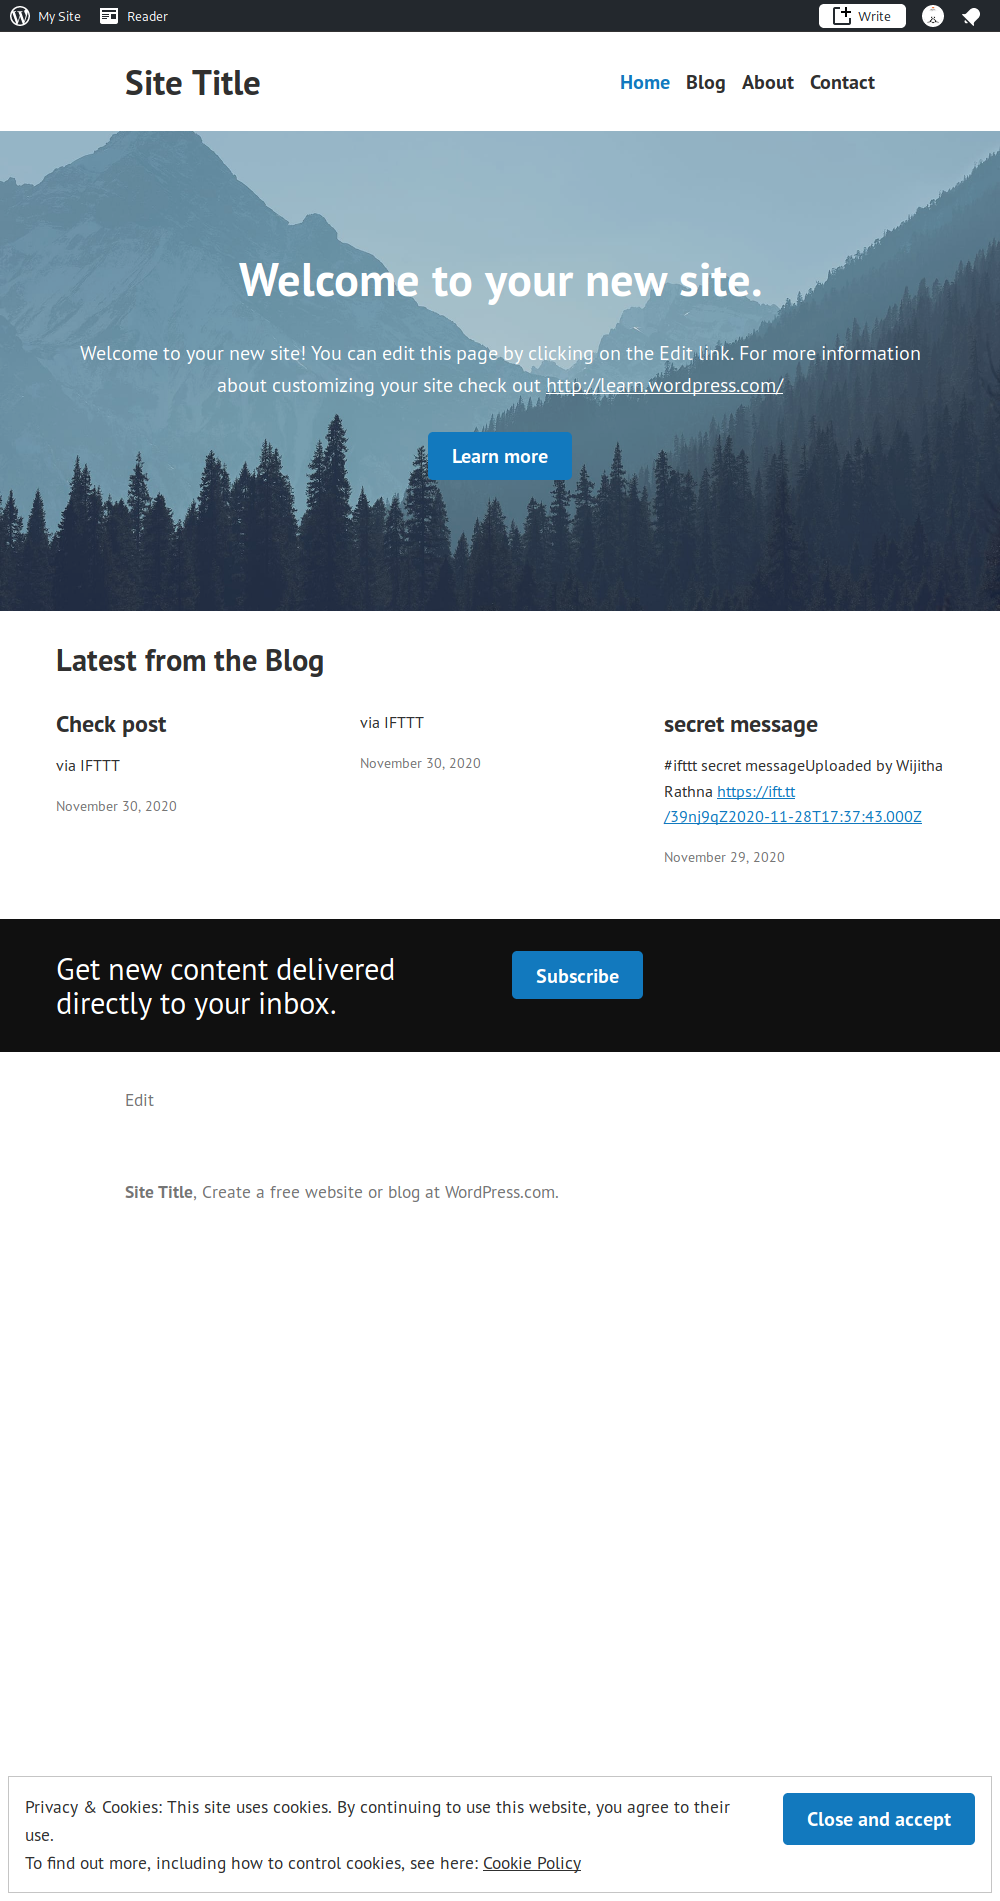 My Site
Reader
Write
Site Title
Home
Blog
About
Contact
Welcome to your new site.
Welcome to your new site! You can edit this page by clicking on the Edit link. For more information
about customizing your site check out http://learn.wordpress.com/
Learn more
Latest from the Blog
Check post
via IFTTT
November 30, 2020
via IFTTT
November 30, 2020
secret message
#ifttt secret messageUploaded by Wijitha
Rathna https://ift.tt
/39nj9qZ2020-11-28T17:37:43.000Z
November 29, 2020
Get new content delivered
directly to your inbox.
Subscribe
Edit
Site Title, Create a free website or blog at WordPress.com.
Privacy & Cookies: This site uses cookies. By continuing to use this website, you agree to their
use.
To find out more, including how to control cookies, see here: Cookie Policy
Close and accept